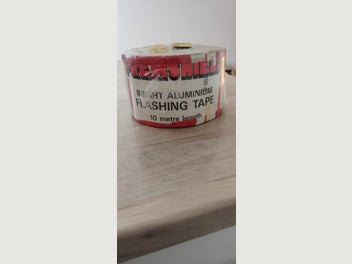 ®
BRIGHT ALUMINIUM
FLASHING TAPE
10 metre length